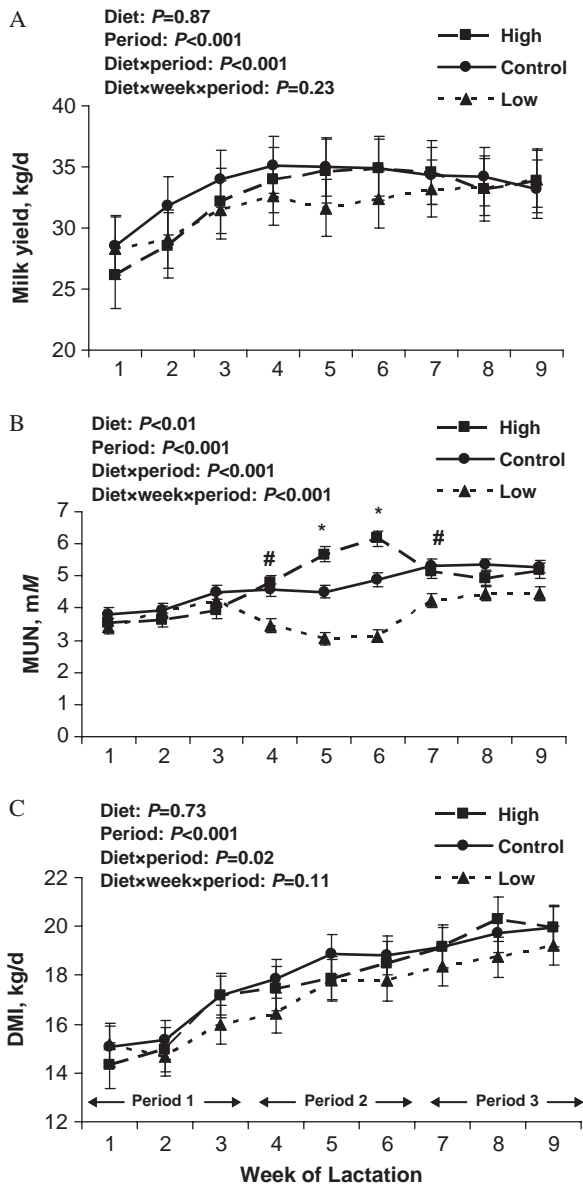 A
Diet: P=0.87
Period: P<0.001
Diet×period: P<0.001
Diet×week×period: P=0.23
High
Control
Low
Milk yield, kg/d
40
35
30
25
20
1 2 3 4 5 6 7 8 9
B
Diet: P<0.01
Period: P<0.001
Diet×period: P<0.001
Diet×week×period: P<0.001
High
Control
Low
MUN, mM
7
6
5
4
3
2
1
0
# * * #
1 2 3 4 5 6 7 8 9
C
Diet: P=0.73
Period: P<0.001
Diet×period: P=0.02
Diet×week×period: P=0.11
High
Control
Low
DMI, kg/d
22
20
18
16
14
12
Period 1 Period 2 Period 3
1 2 3 4 5 6 7 8 9
Week of Lactation